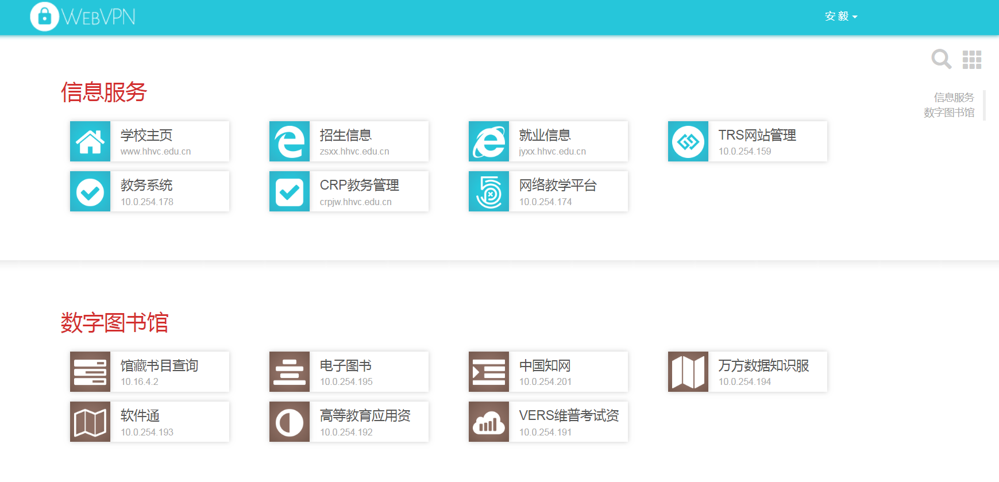 WEBVPN
安 毅
信息服务
数字图书馆
信息服务
学校主页
www.hhvc.edu.cn
招生信息
zsxx.hhvc.edu.cn
就业信息
jyxx.hhvc.edu.cn
TRS网站管理
10.0.254.159
教务系统
10.0.254.178
CRP教务管理
crpjw.hhvc.edu.cn
网络教学平台
10.0.254.174
数字图书馆
馆藏书目查询
10.16.4.2
电子图书
10.0.254.195
中国知网
10.0.254.201
万方数据知识服
10.0.254.194
软件通
10.0.254.193
高等教育应用资
10.0.254.192
VERS维普考试资
10.0.254.191